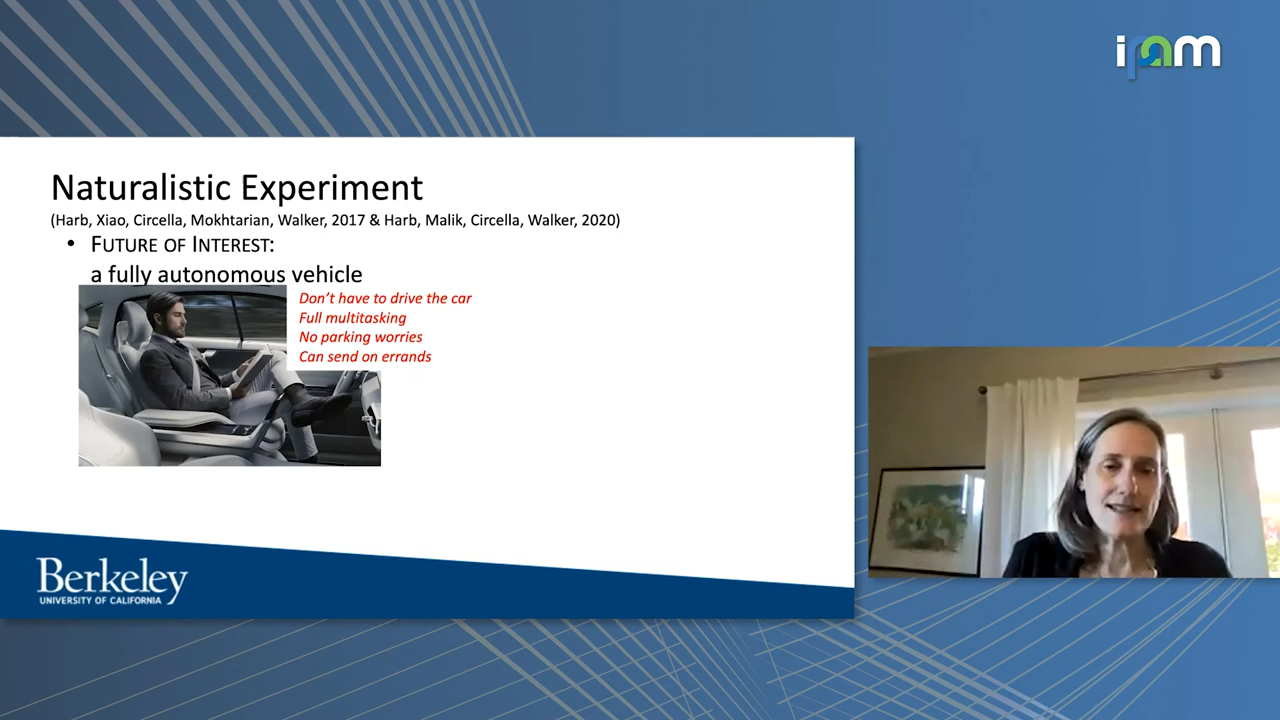 ipam
Naturalistic Experiment
(Harb, Xiao, Circella, Mokhtarian, Walker, 2017 & Harb, Malik, Circella, Walker, 2020)
• FUTURE OF INTEREST:
a fully autonomous vehicle
Don't have to drive the car
Full multitasking
No parking worries
Can send on errands
Berkeley
UNIVERSITY OF CALIFORNIA